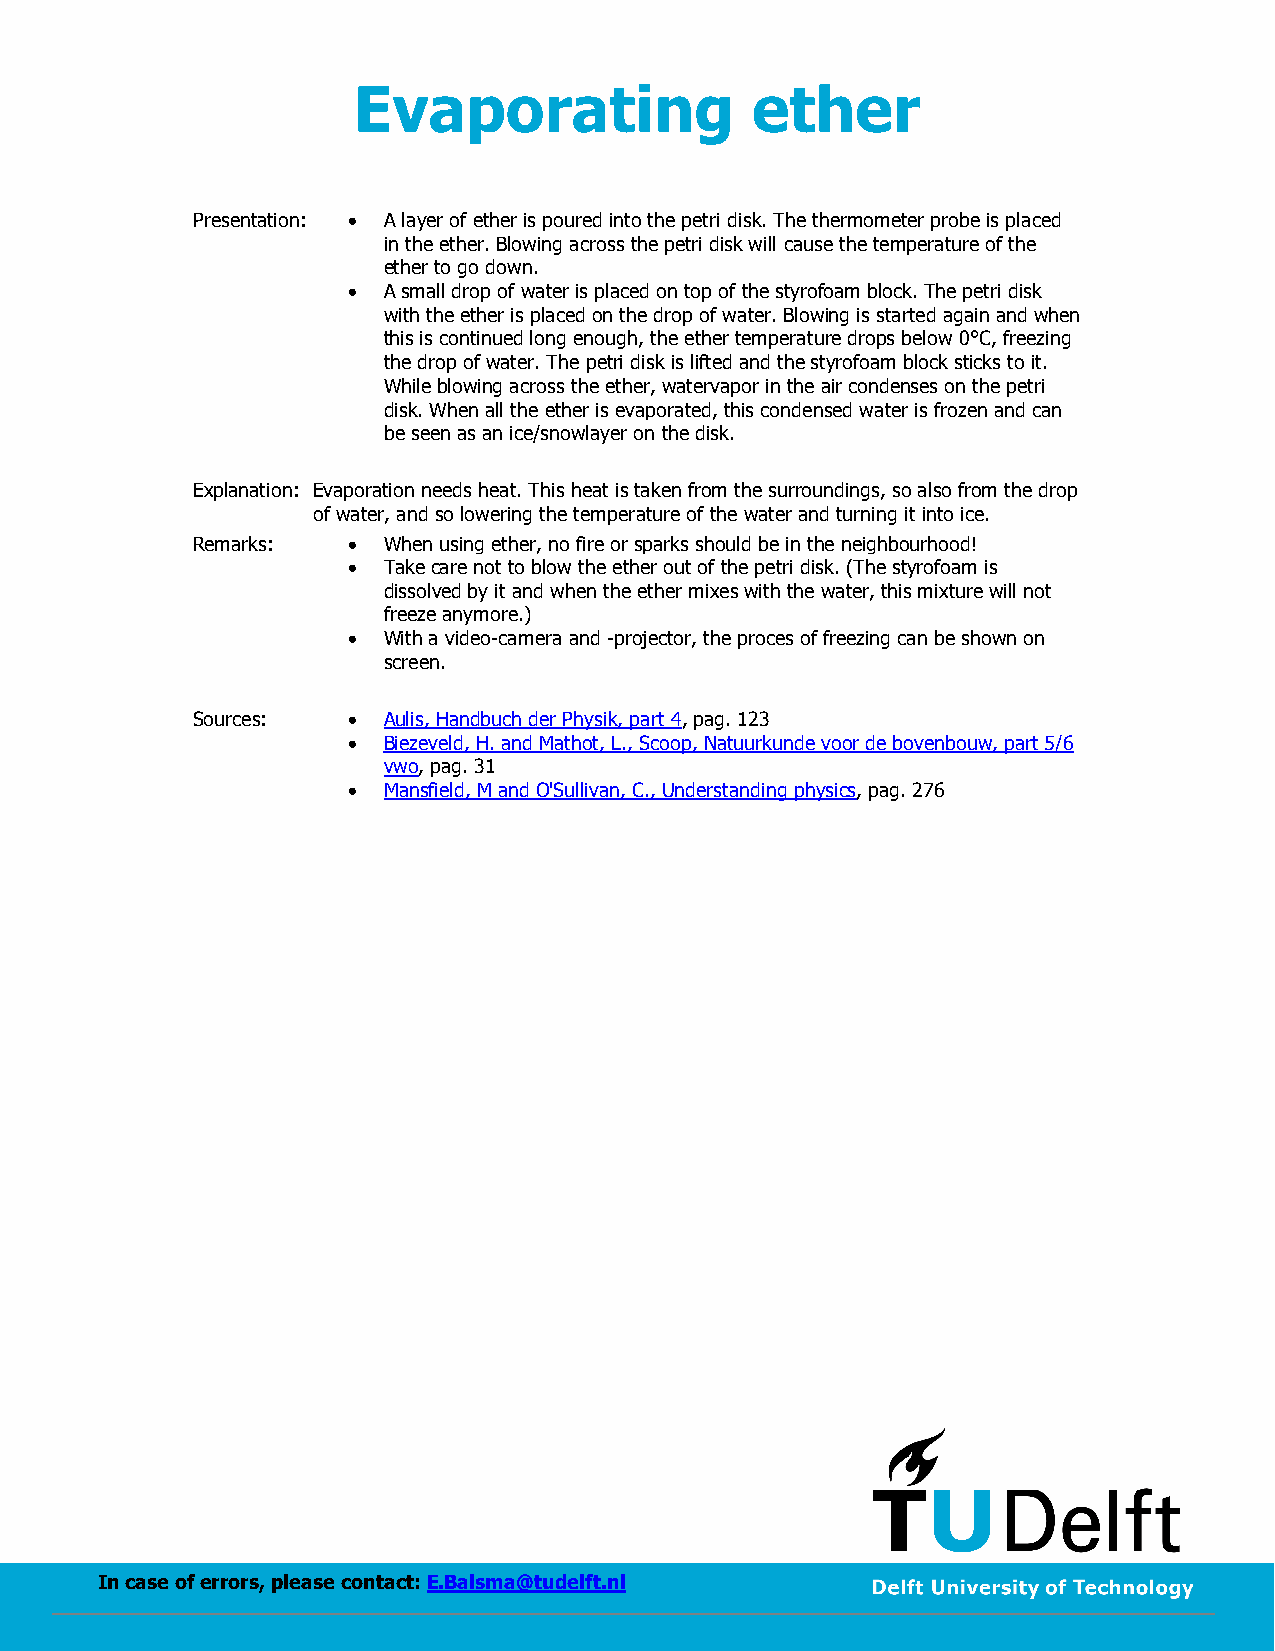 Evaporating ether
Presentation: • A layer of ether is poured into the petri disk. The thermometer probe is placed
in the ether. Blowing across the petri disk will cause the temperature of the
ether to go down.
• A small drop of water is placed on top of the styrofoam block. The petri disk
with the ether is placed on the drop of water. Blowing is started again and when
this is continued long enough, the ether temperature drops below 0°C, freezing
the drop of water. The petri disk is lifted and the styrofoam block sticks to it.
While blowing across the ether, watervapor in the air condenses on the petri
disk. When all the ether is evaporated, this condensed water is frozen and can
be seen as an ice/snowlayer on the disk.
Explanation: Evaporation needs heat. This heat is taken from the surroundings, so also from the drop
of water, and so lowering the temperature of the water and turning it into ice.
Remarks: • When using ether, no fire or sparks should be in the neighbourhood!
• Take care not to blow the ether out of the petri disk. (The styrofoam is
dissolved by it and when the ether mixes with the water, this mixture will not
freeze anymore.)
• With a video-camera and -projector, the proces of freezing can be shown on
screen.
Sources: • Aulis, Handbuch der Physik, part 4, pag. 123
• Biezeveld, H. and Mathot, L., Scoop, Natuurkunde voor de bovenbouw, part 5/6
vwo, pag. 31
• Mansfield, M and O'Sullivan, C., Understanding physics, pag. 276
TUDelft
In case of errors, please contact: E.Balsma@tudelft.nl
Delft University of Technology